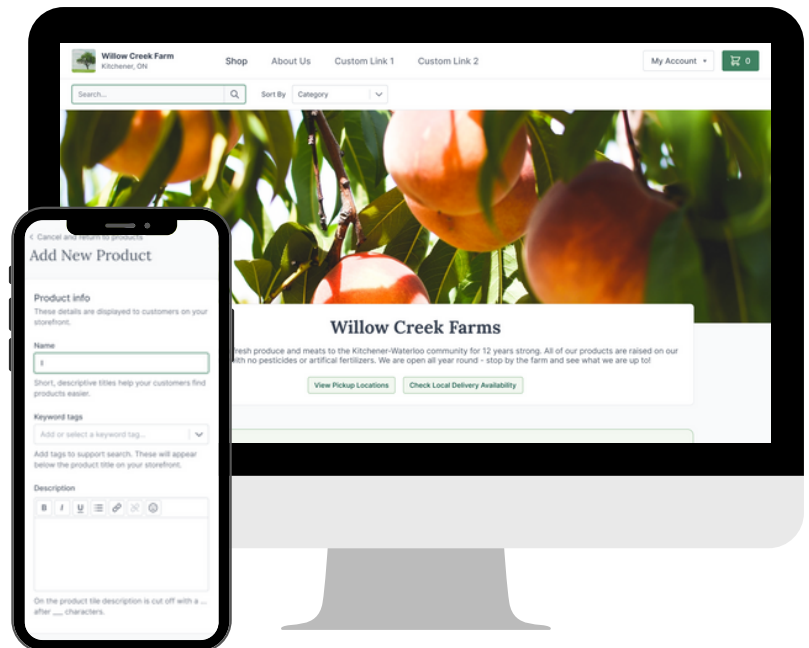 Willow Creek Farm
Kitchener, ON
Shop
About Us
Custom Link 1
Custom Link 2
My Account
0
Search...
Sort By
Category
Willow Creek Farms
fresh produce and meats to the Kitchener-Waterloo community for 12 years strong. All of our products are raised on our
with no pesticides or artifical fertilizers. We are open all year round - stop by the farm and see what we are up to!
View Pickup Locations
Check Local Delivery Availability
< Cancel and return to products
Add New Product
Product info
These details are displayed to customers on your
storefront.
Name
Short, descriptive titles help your customers find
products easier.
Keyword tags
Add or select a keyword tag...
Add tags to support search. These will appear
below the product title on your storefront.
Description
B I U
On the product tile description is cut off with a ...
after ___ characters.